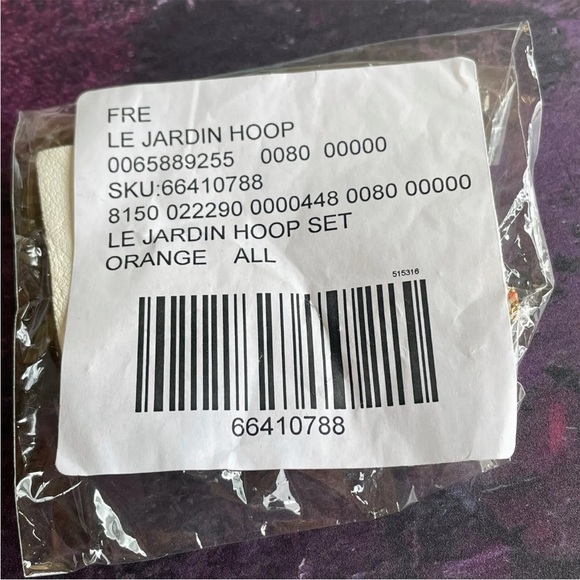 FRE
LE JARDIN HOOP
0065889255 0080 00000
SKU:66410788
8150 022290 0000448 0080 00000
LE JARDIN HOOP SET
ORANGE ALL
515316
66410788